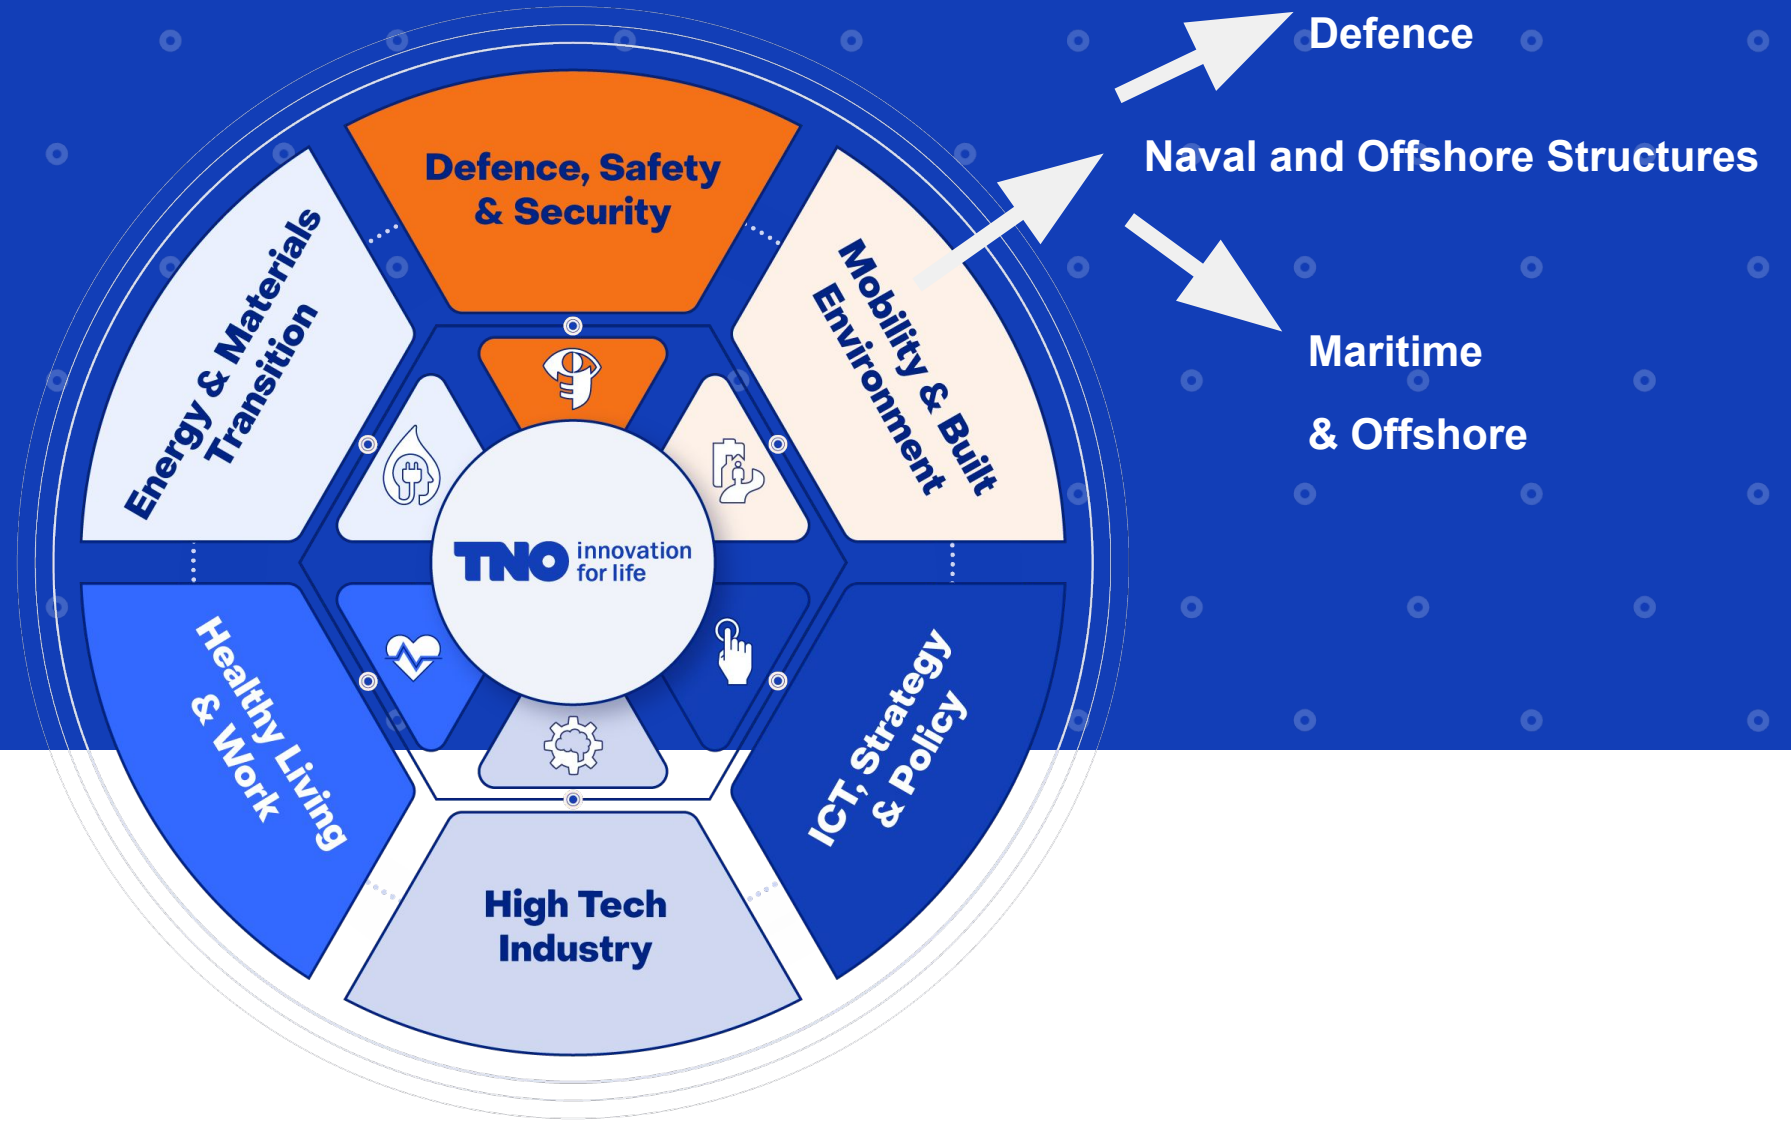 Defence
Naval and Offshore Structures
Maritime
& Offshore
Defence, Safety
& Security
Mobility & Built
Environment
ICT, Strategy
& Policy
High Tech
Industry
Healthy Living
& Work
Energy & Materials
Transition
TNO innovation
for life